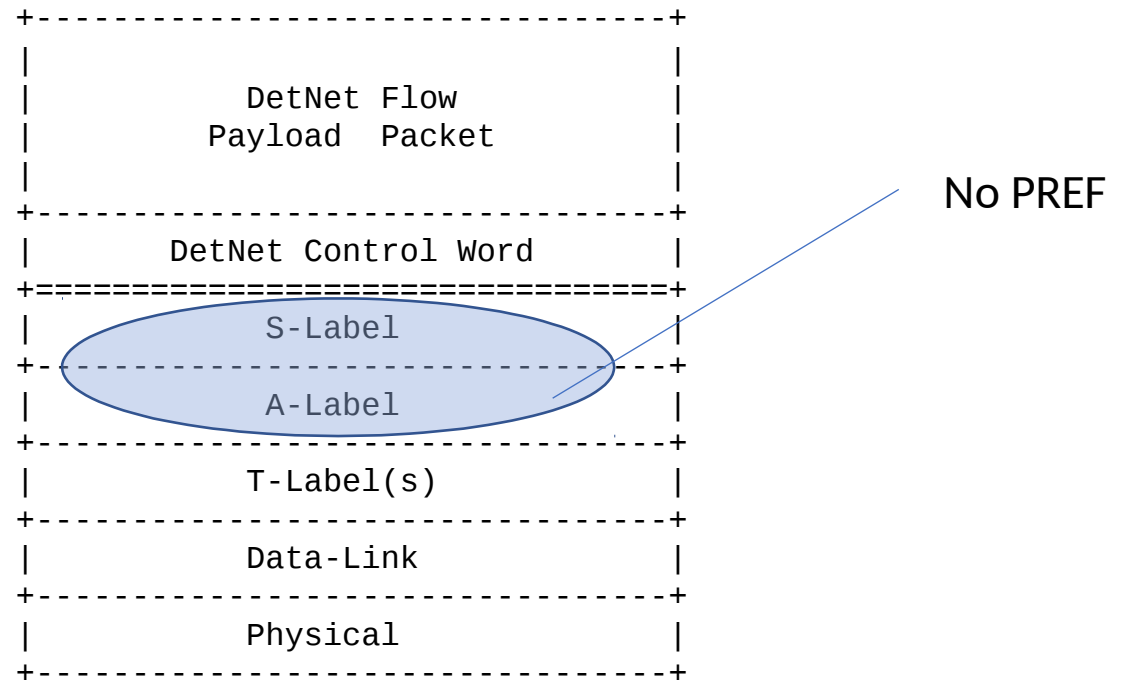 DetNet Flow
Payload  Packet
No PREF
DetNet Control Word
S-Label
A-Label
T-Label(s)
Data-Link
Physical